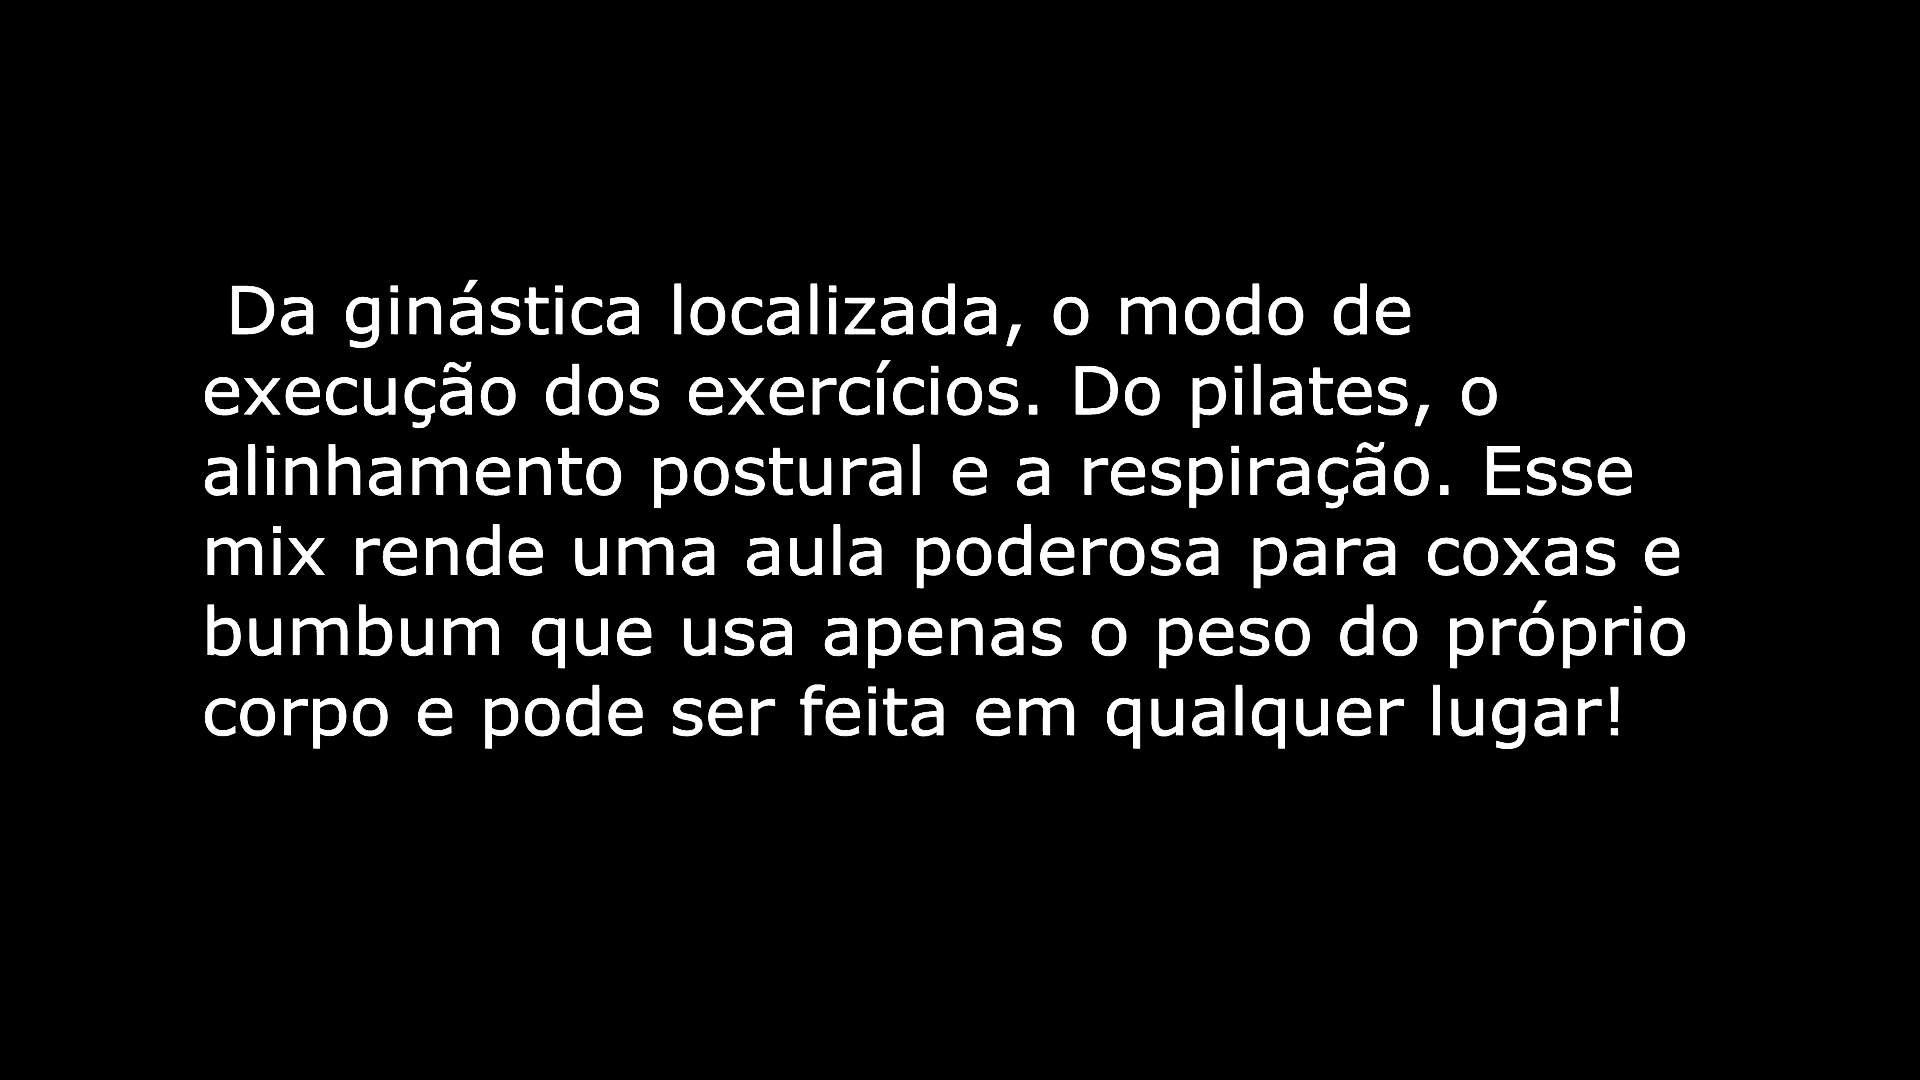 Da ginástica localizada, o modo de
execução dos exercícios. Do pilates, o
alinhamento postural e a respiração. Esse
mix rende uma aula poderosa para coxas e
bumbum que usa apenas o peso do próprio
corpo e pode ser feita em qualquer lugar!